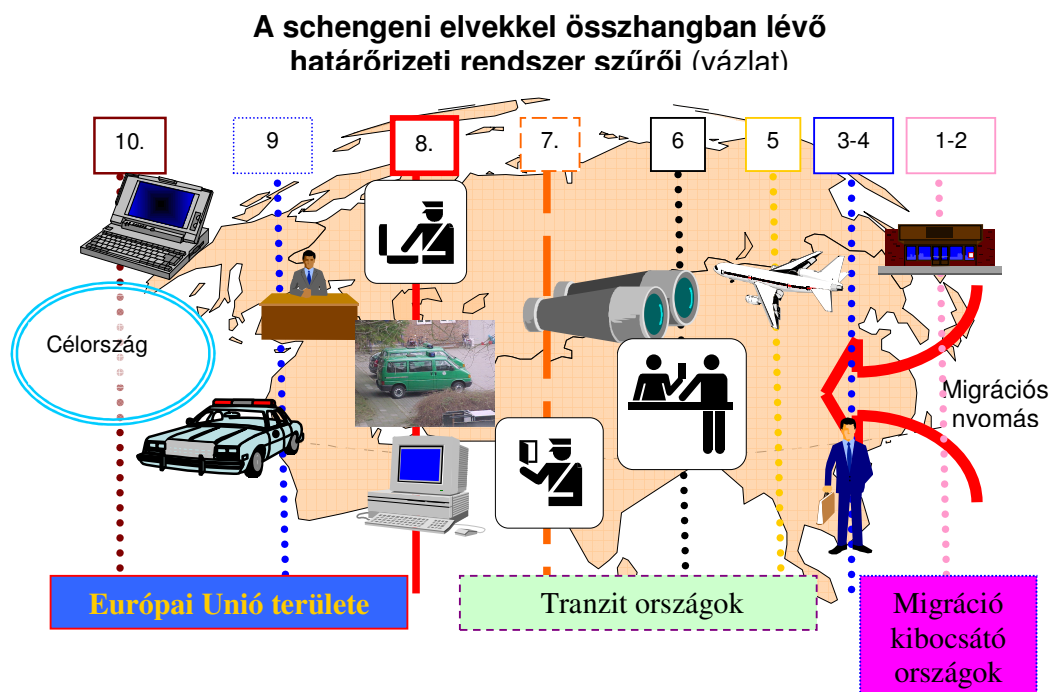 A schengeni elvekkel összhangban lévő
határőrizeti rendszer szűrői (vázlat)
10.
9
8.
7.
6
5
3-4
1-2
Célország
Migrációs
nyomás
Európai Unió területe
Tranzit országok
Migráció
kibocsátó
országok